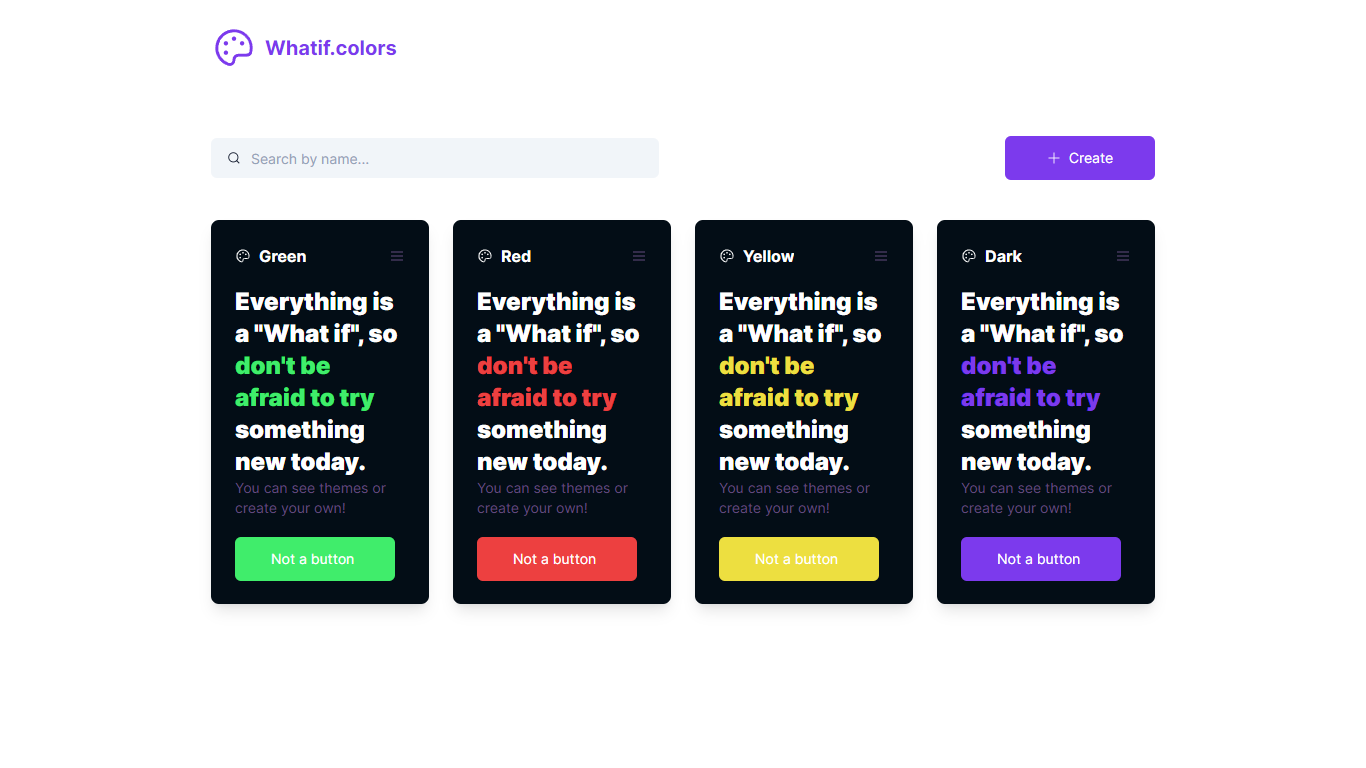 Whatif.colors
Search by name...
Create
Green
Everything is
a "What if", so
don't be
afraid to try
something
new today.
You can see themes or
create your own!
Not a button
Red
Everything is
a "What if", so
don't be
afraid to try
something
new today.
You can see themes or
create your own!
Not a button
Yellow
Everything is
a "What if", so
don't be
afraid to try
something
new today.
You can see themes or
create your own!
Not a button
Dark
Everything is
a "What if", so
don't be
afraid to try
something
new today.
You can see themes or
create your own!
Not a button